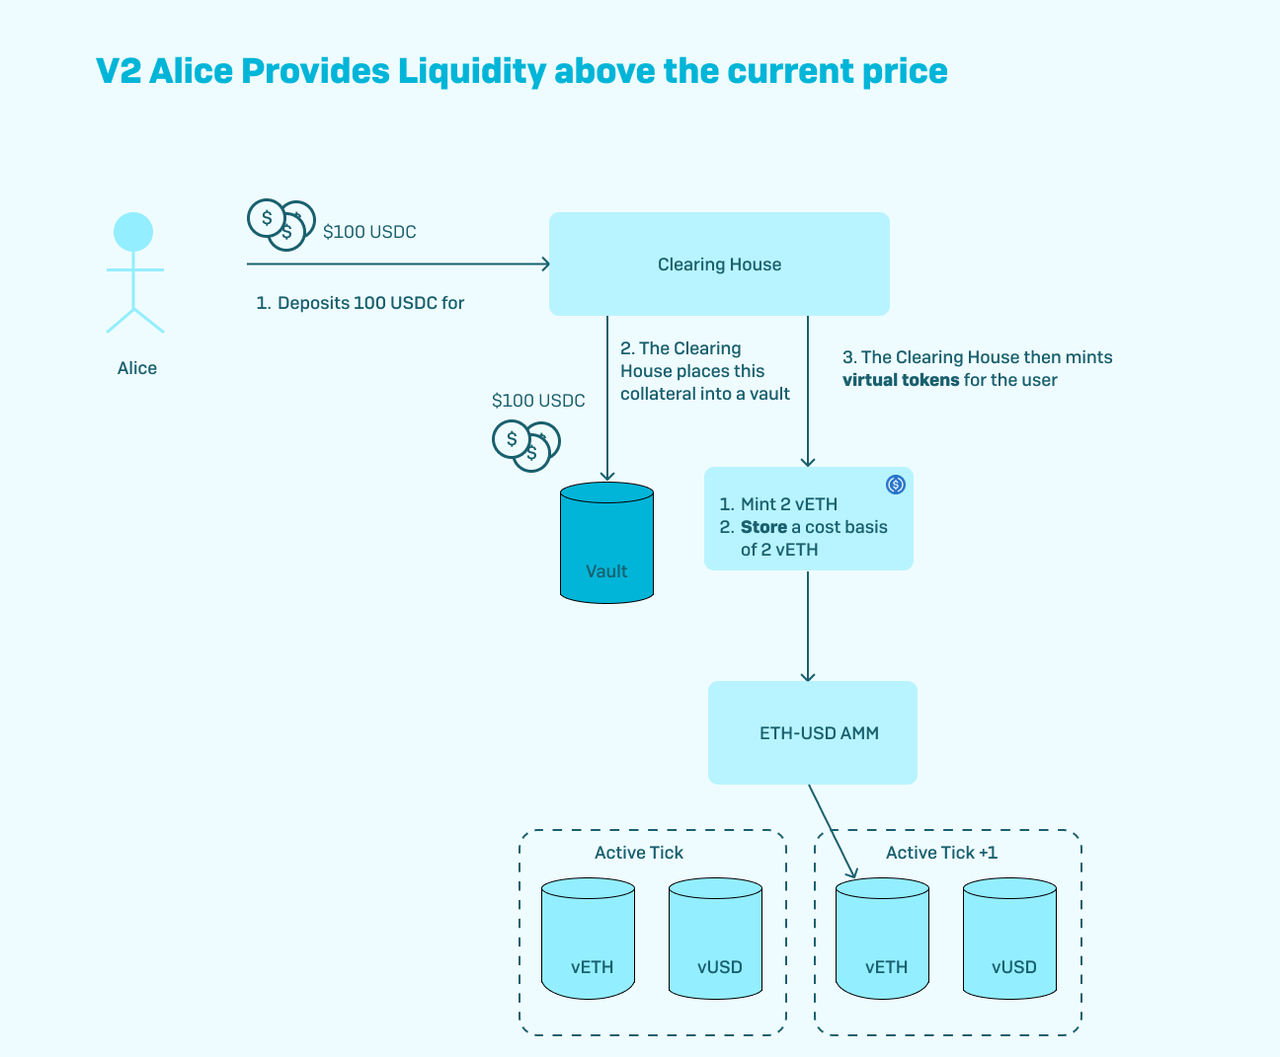 V2 Alice Provides Liquidity above the current price
$ $ $
$100 USDC
1. Deposits 100 USDC for
Alice
Clearing House
2. The Clearing
House places this
collateral into a vault
3. The Clearing House then mints
virtual tokens for the user
$100 USDC
$ $ $
Vault
1. Mint 2 vETH
2. Store a cost basis
of 2 vETH
$
ETH-USD AMM
Active Tick
vETH
vUSD
Active Tick +1
vETH
vUSD